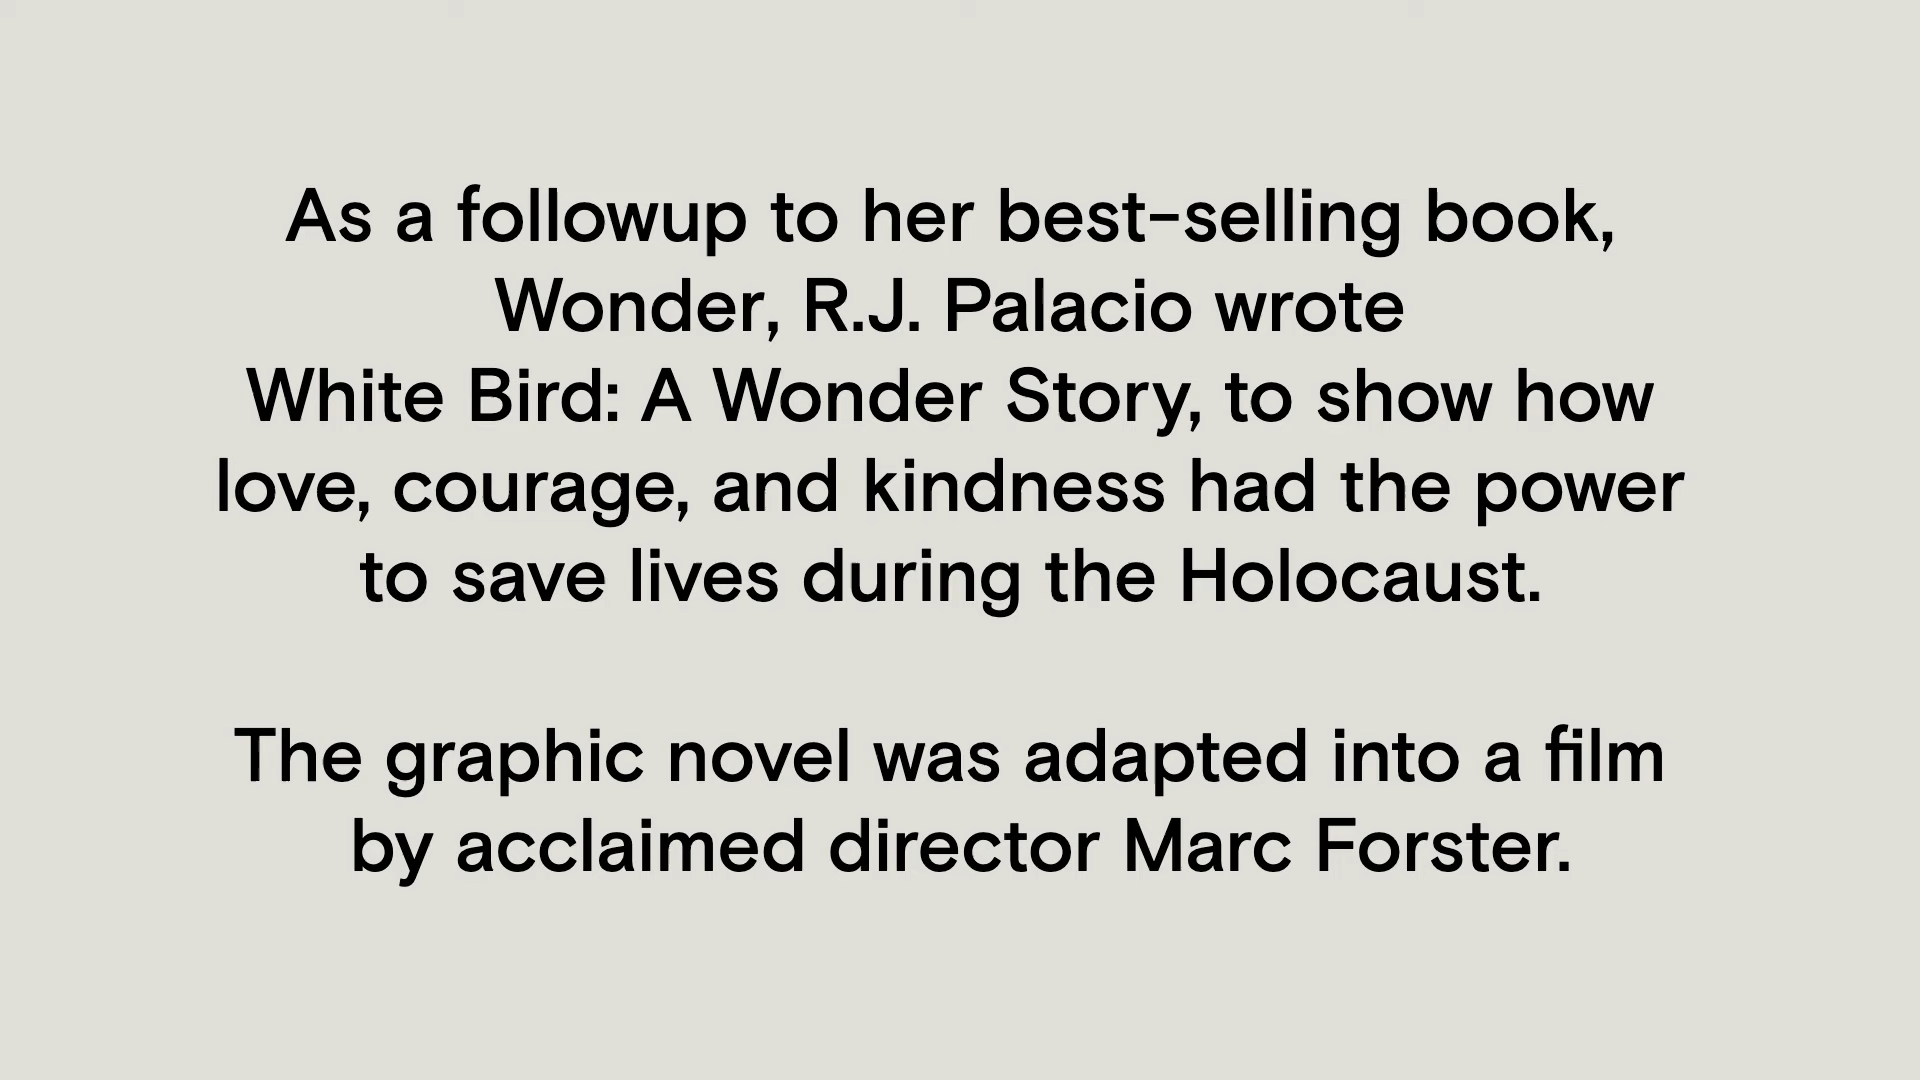 As a followup to her best-selling book,
Wonder, R.J. Palacio wrote
White Bird: A Wonder Story, to show how
love, courage, and kindness had the power
to save lives during the Holocaust.
The graphic novel was adapted into a film
by acclaimed director Marc Forster.